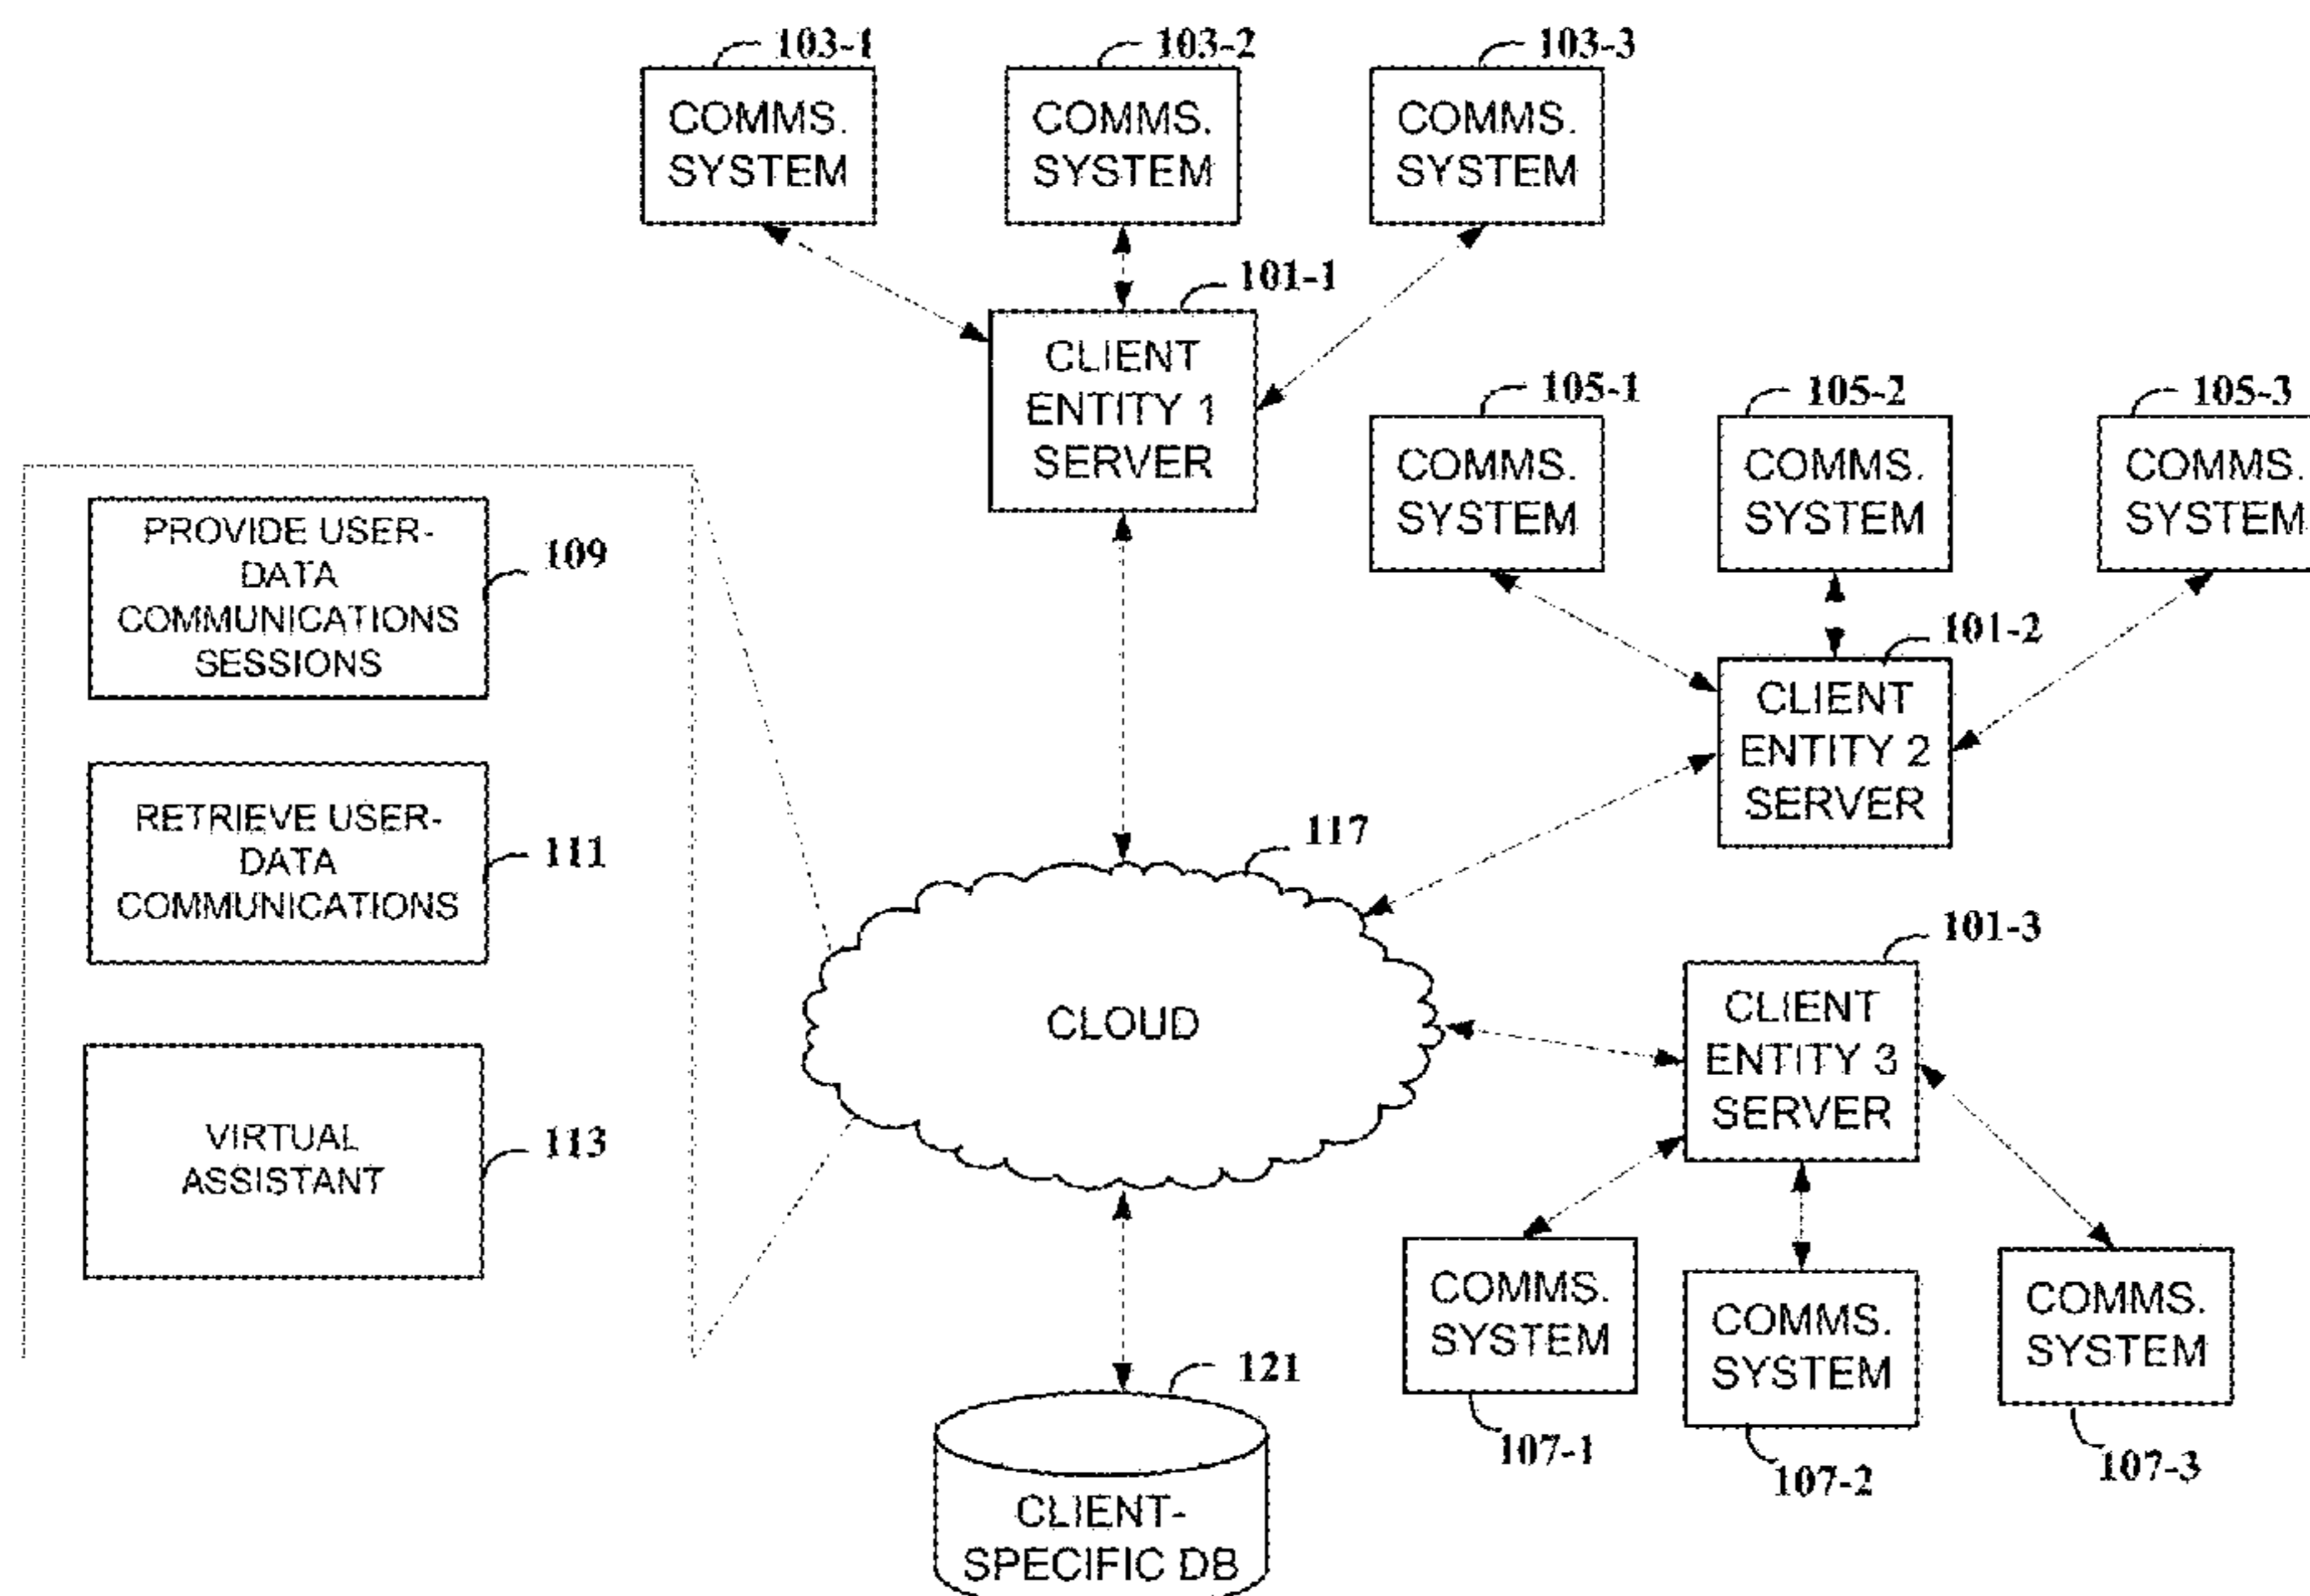 103-1
103-2
103-3
COMMS.
SYSTEM
COMMS.
SYSTEM
COMMS.
SYSTEM
101-1
CLIENT
ENTITY 1
SERVER
105-1
105-2
105-3
COMMS.
SYSTEM
COMMS.
SYSTEM
COMMS.
SYSTEM
101-2
CLIENT
ENTITY 2
SERVER
PROVIDE USER-
DATA
COMMUNICATIONS
SESSIONS
109
RETRIEVE USER-
DATA
COMMUNICATIONS
111
VIRTUAL
ASSISTANT
113
117
CLOUD
101-3
CLIENT
ENTITY 3
SERVER
COMMS.
SYSTEM
107-1
COMMS.
SYSTEM
107-2
COMMS.
SYSTEM
107-3
121
CLIENT-
SPECIFIC DB